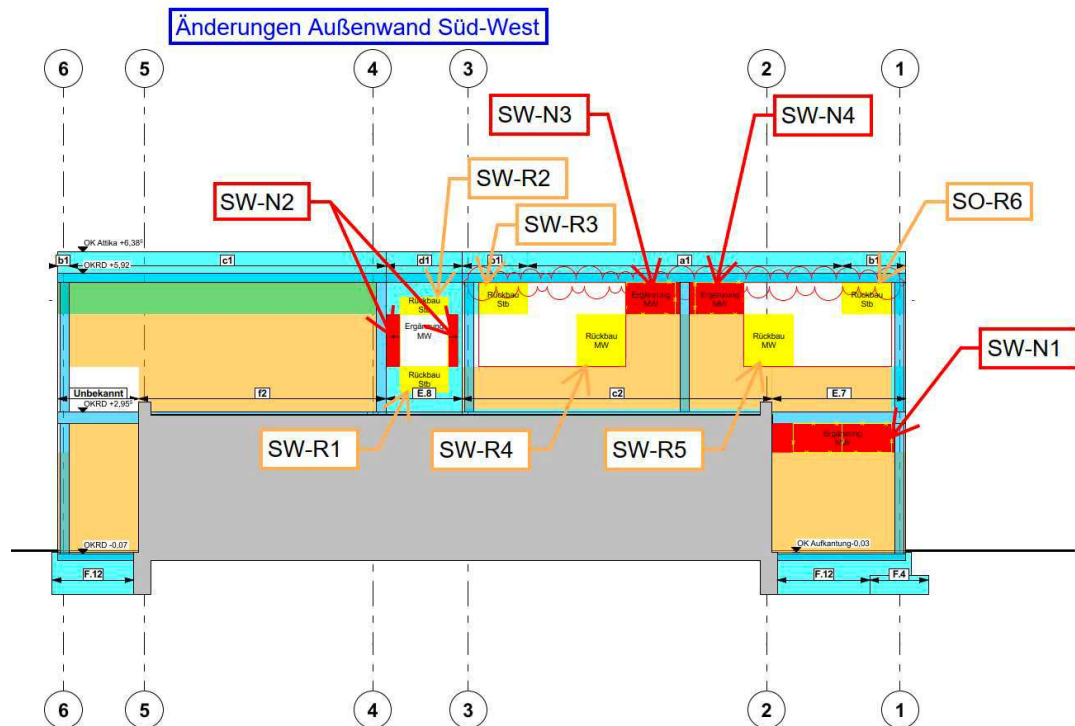 Änderungen Außenwand Süd-West
6
5
4
3
2
1
SW-N3
SW-N4
SW-R2
SW-N2
SW-R3
SO-R6
OK Attika +6,38⁵
b1
c1
d1
b1
a1
b1
OKRD +5,92
Rückbau
Stb
Rückbau
Stb
Ergänzung
MW
Ergänzung
MW
Rückbau
Stb
Ergänzung
MW
Rückbau
MW
Rückbau
MW
SW-N1
Rückbau
Stb
Unbekannt
f2
E.8
c2
E.7
OKRD +2,95⁵
SW-R1
SW-R4
SW-R5
Ergänzung
MW
OKRD -0,07
OK Aufkantung-0,03
F.12
F.12
F.4
6
5
4
3
2
1